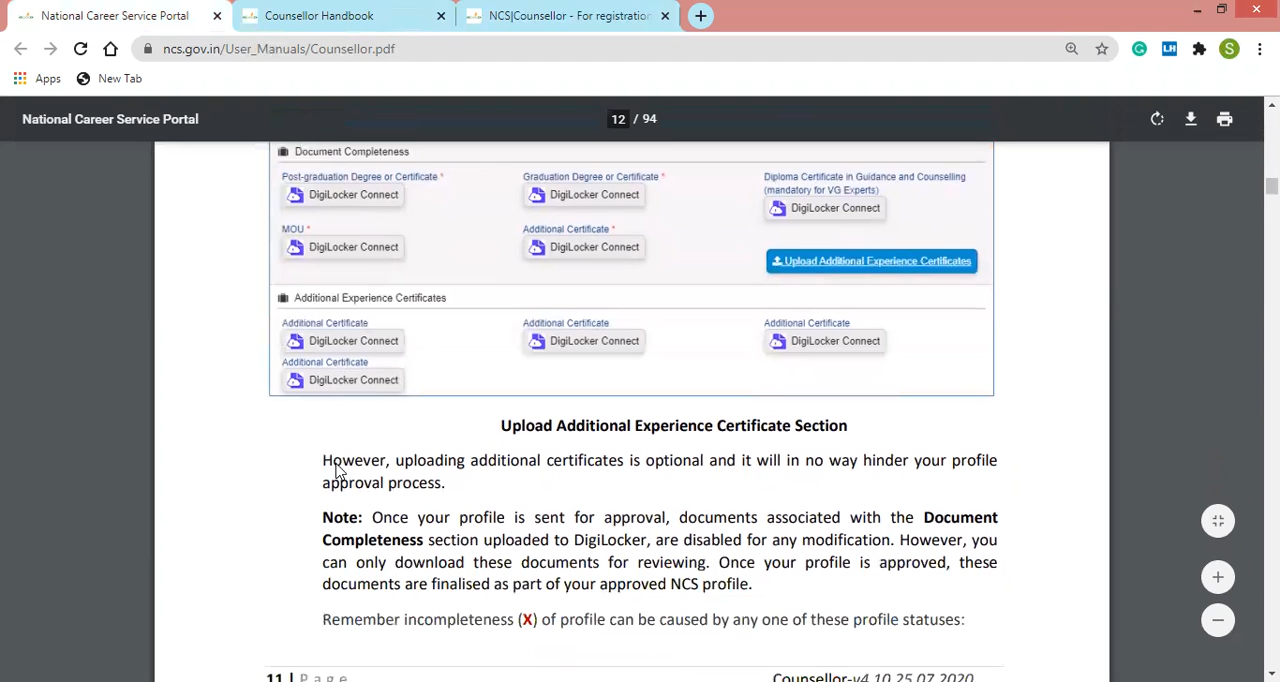 National Career Service Portal
Counsellor Handbook
NCS|Counsellor - For registration
ncs.gov.in/User_Manuals/Counsellor.pdf
LH
S
Apps
New Tab
National Career Service Portal
12 / 94
Document Completeness
Post-graduation Degree or Certificate *
Graduation Degree or Certificate *
Diploma Certificate in Guidance and Counselling
(mandatory for VG Experts)
DigiLocker Connect
DigiLocker Connect
DigiLocker Connect
MOU *
Additional Certificate *
DigiLocker Connect
DigiLocker Connect
Upload Additional Experience Certificates
Additional Experience Certificates
Additional Certificate
Additional Certificate
Additional Certificate
DigiLocker Connect
DigiLocker Connect
DigiLocker Connect
Additional Certificate
DigiLocker Connect
Upload Additional Experience Certificate Section
However, uploading additional certificates is optional and it will in no way hinder your profile
approval process.
Note: Once your profile is sent for approval, documents associated with the Document
Completeness section uploaded to DigiLocker, are disabled for any modification. However, you
can only download these documents for reviewing. Once your profile is approved, these
documents are finalised as part of your approved NCS profile.
Remember incompleteness (X) of profile can be caused by any one of these profile statuses:
11 | Page
Counsellor-v4.10.25.07.2020